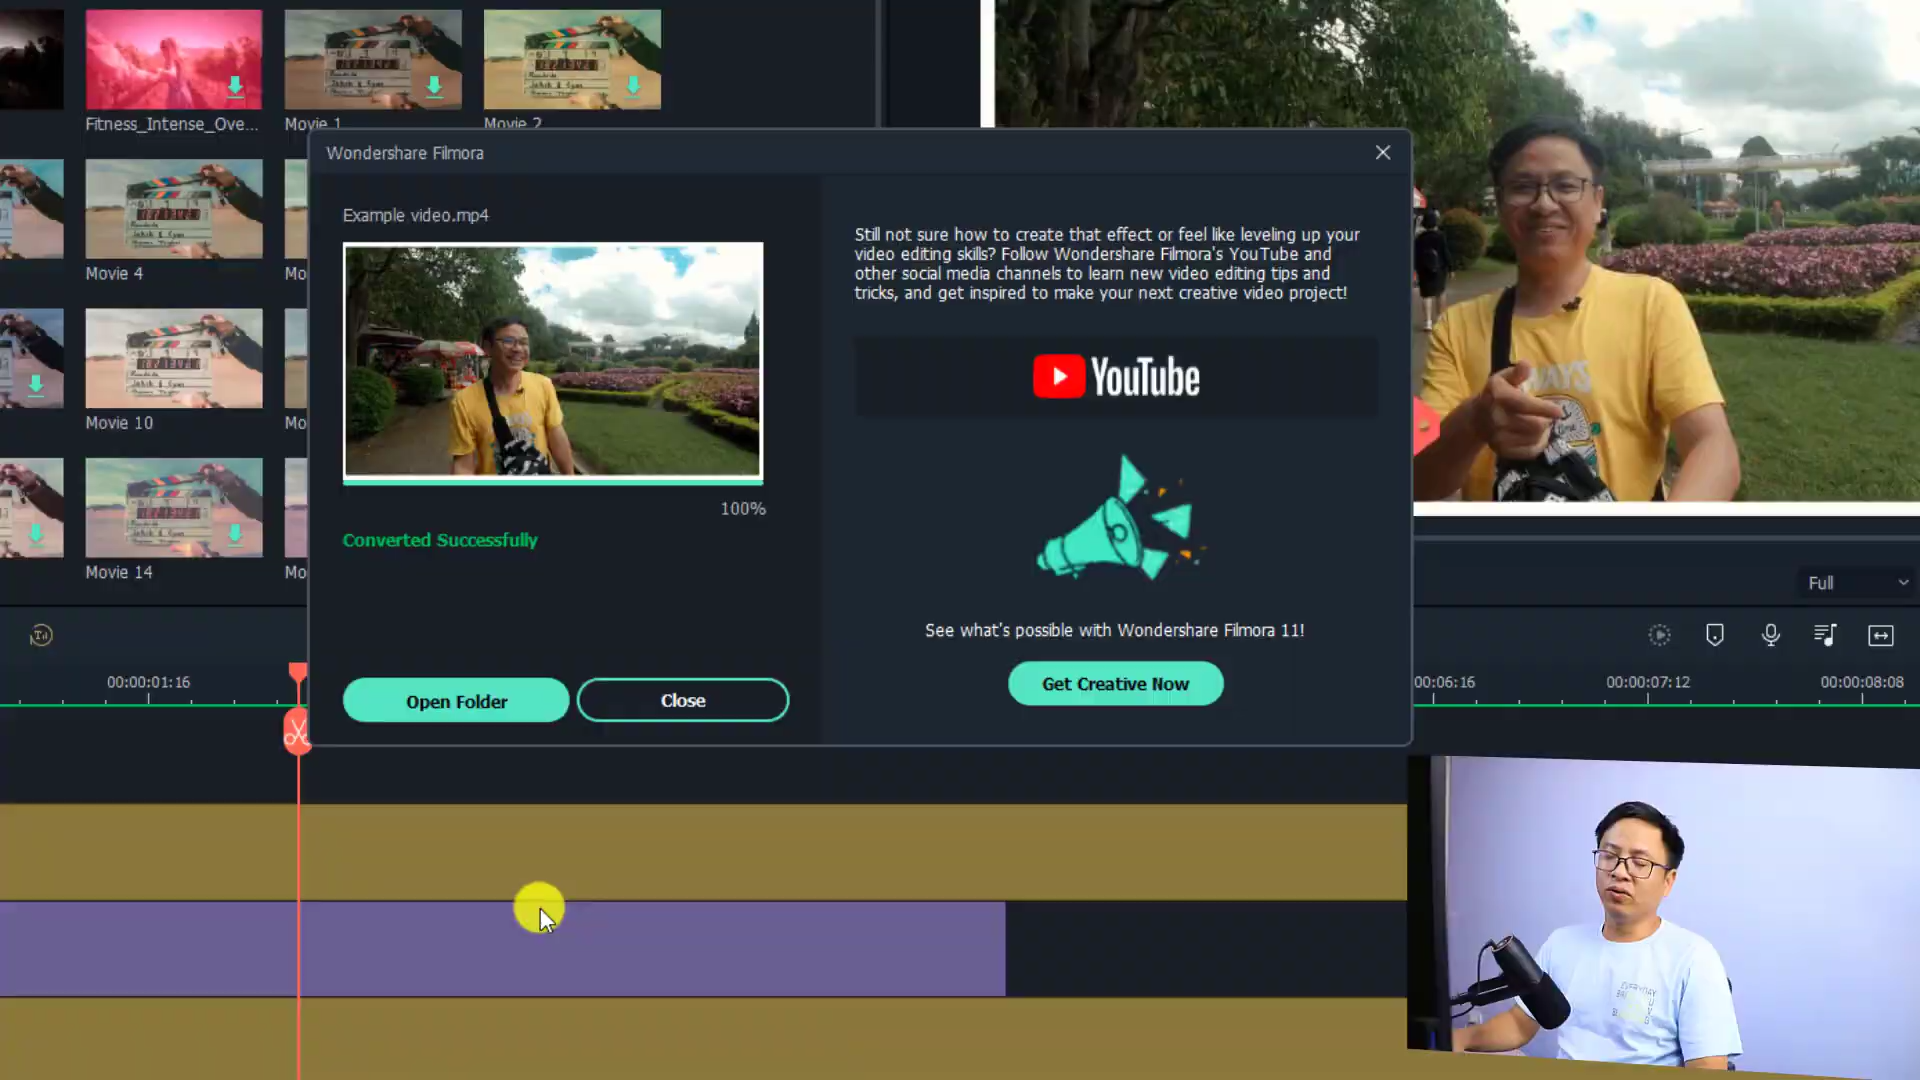 Fitness_Intense_Ove...
Movie 1
Movie 2
Movie 4
Mo
Movie 10
Mo
Movie 14
Mo
Wondershare Filmora
Example video.mp4
100%
Converted Successfully
Open Folder
Close
Still not sure how to create that effect or feel like leveling up your
video editing skills? Follow Wondershare Filmora's YouTube and
other social media channels to learn new video editing tips and
tricks, and get inspired to make your next creative video project!
YouTube
See what's possible with Wondershare Filmora 11!
Get Creative Now
Full
00:00:01:16
00:06:16
00:00:07:12
00:00:08:08